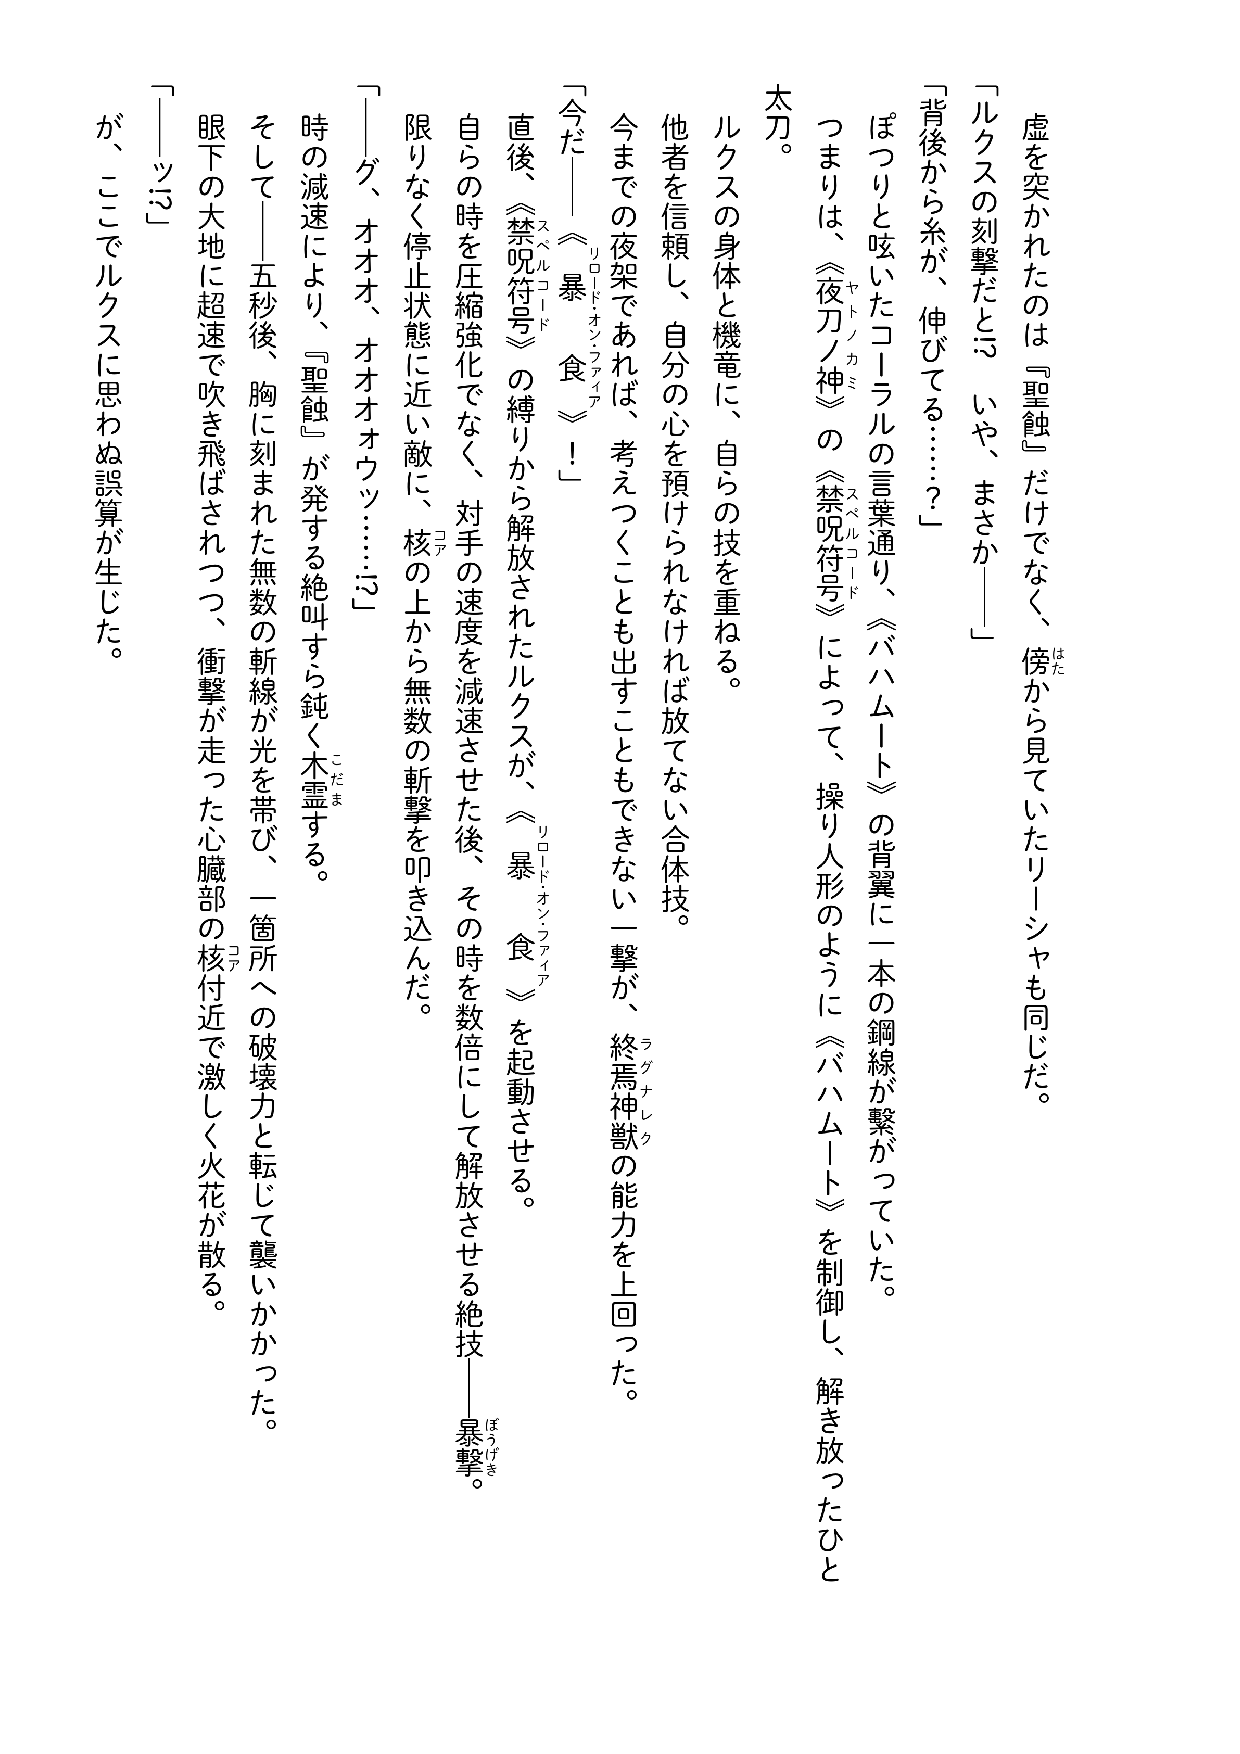 虚を突かれたのは『聖蝕』だけでなく、傍から見ていたリーシャも同じだ。
「ルクスの刻撃だと!? いや、まさか――」
「背後から糸が、伸びてる……？」
ぽつりと呟いたコーラルの言葉通り、《バハムート》の背翼に一本の鋼線が繋がっていた。
つまりは、《夜刀ノ神》の《禁呪符号》によって、操り人形のように《バハムート》を制御し、解き放ったひと
太刀。
ルクスの身体と機竜に、自らの技を重ねる。
他者を信頼し、自分の心を預けられなければ放てない合体技。
今までの夜架であれば、考えつくことも出すこともできない一撃が、終焉神獣の能力を上回った。
「今だ――《暴食》！」
直後、《禁呪符号》の縛りから解放されたルクスが、《暴食》を起動させる。
自らの時を圧縮強化でなく、対手の速度を減速させた後、その時を数倍にして解放させる絶技――暴撃。
限りなく停止状態に近い敵に、核の上から無数の斬撃を叩き込んだ。
「――グ、オオオ、オオオォウッ……!?」
時の減速により、『聖蝕』が発する絶叫すら鈍く木霊する。
そして――五秒後、胸に刻まれた無数の斬線が光を帯び、一箇所への破壊力と転じて襲いかかった。
眼下の大地に超速で吹き飛ばされつつ、衝撃が走った心臓部の核付近で激しく火花が散る。
「――ッ!?」
が、ここでルクスに思わぬ誤算が生じた。